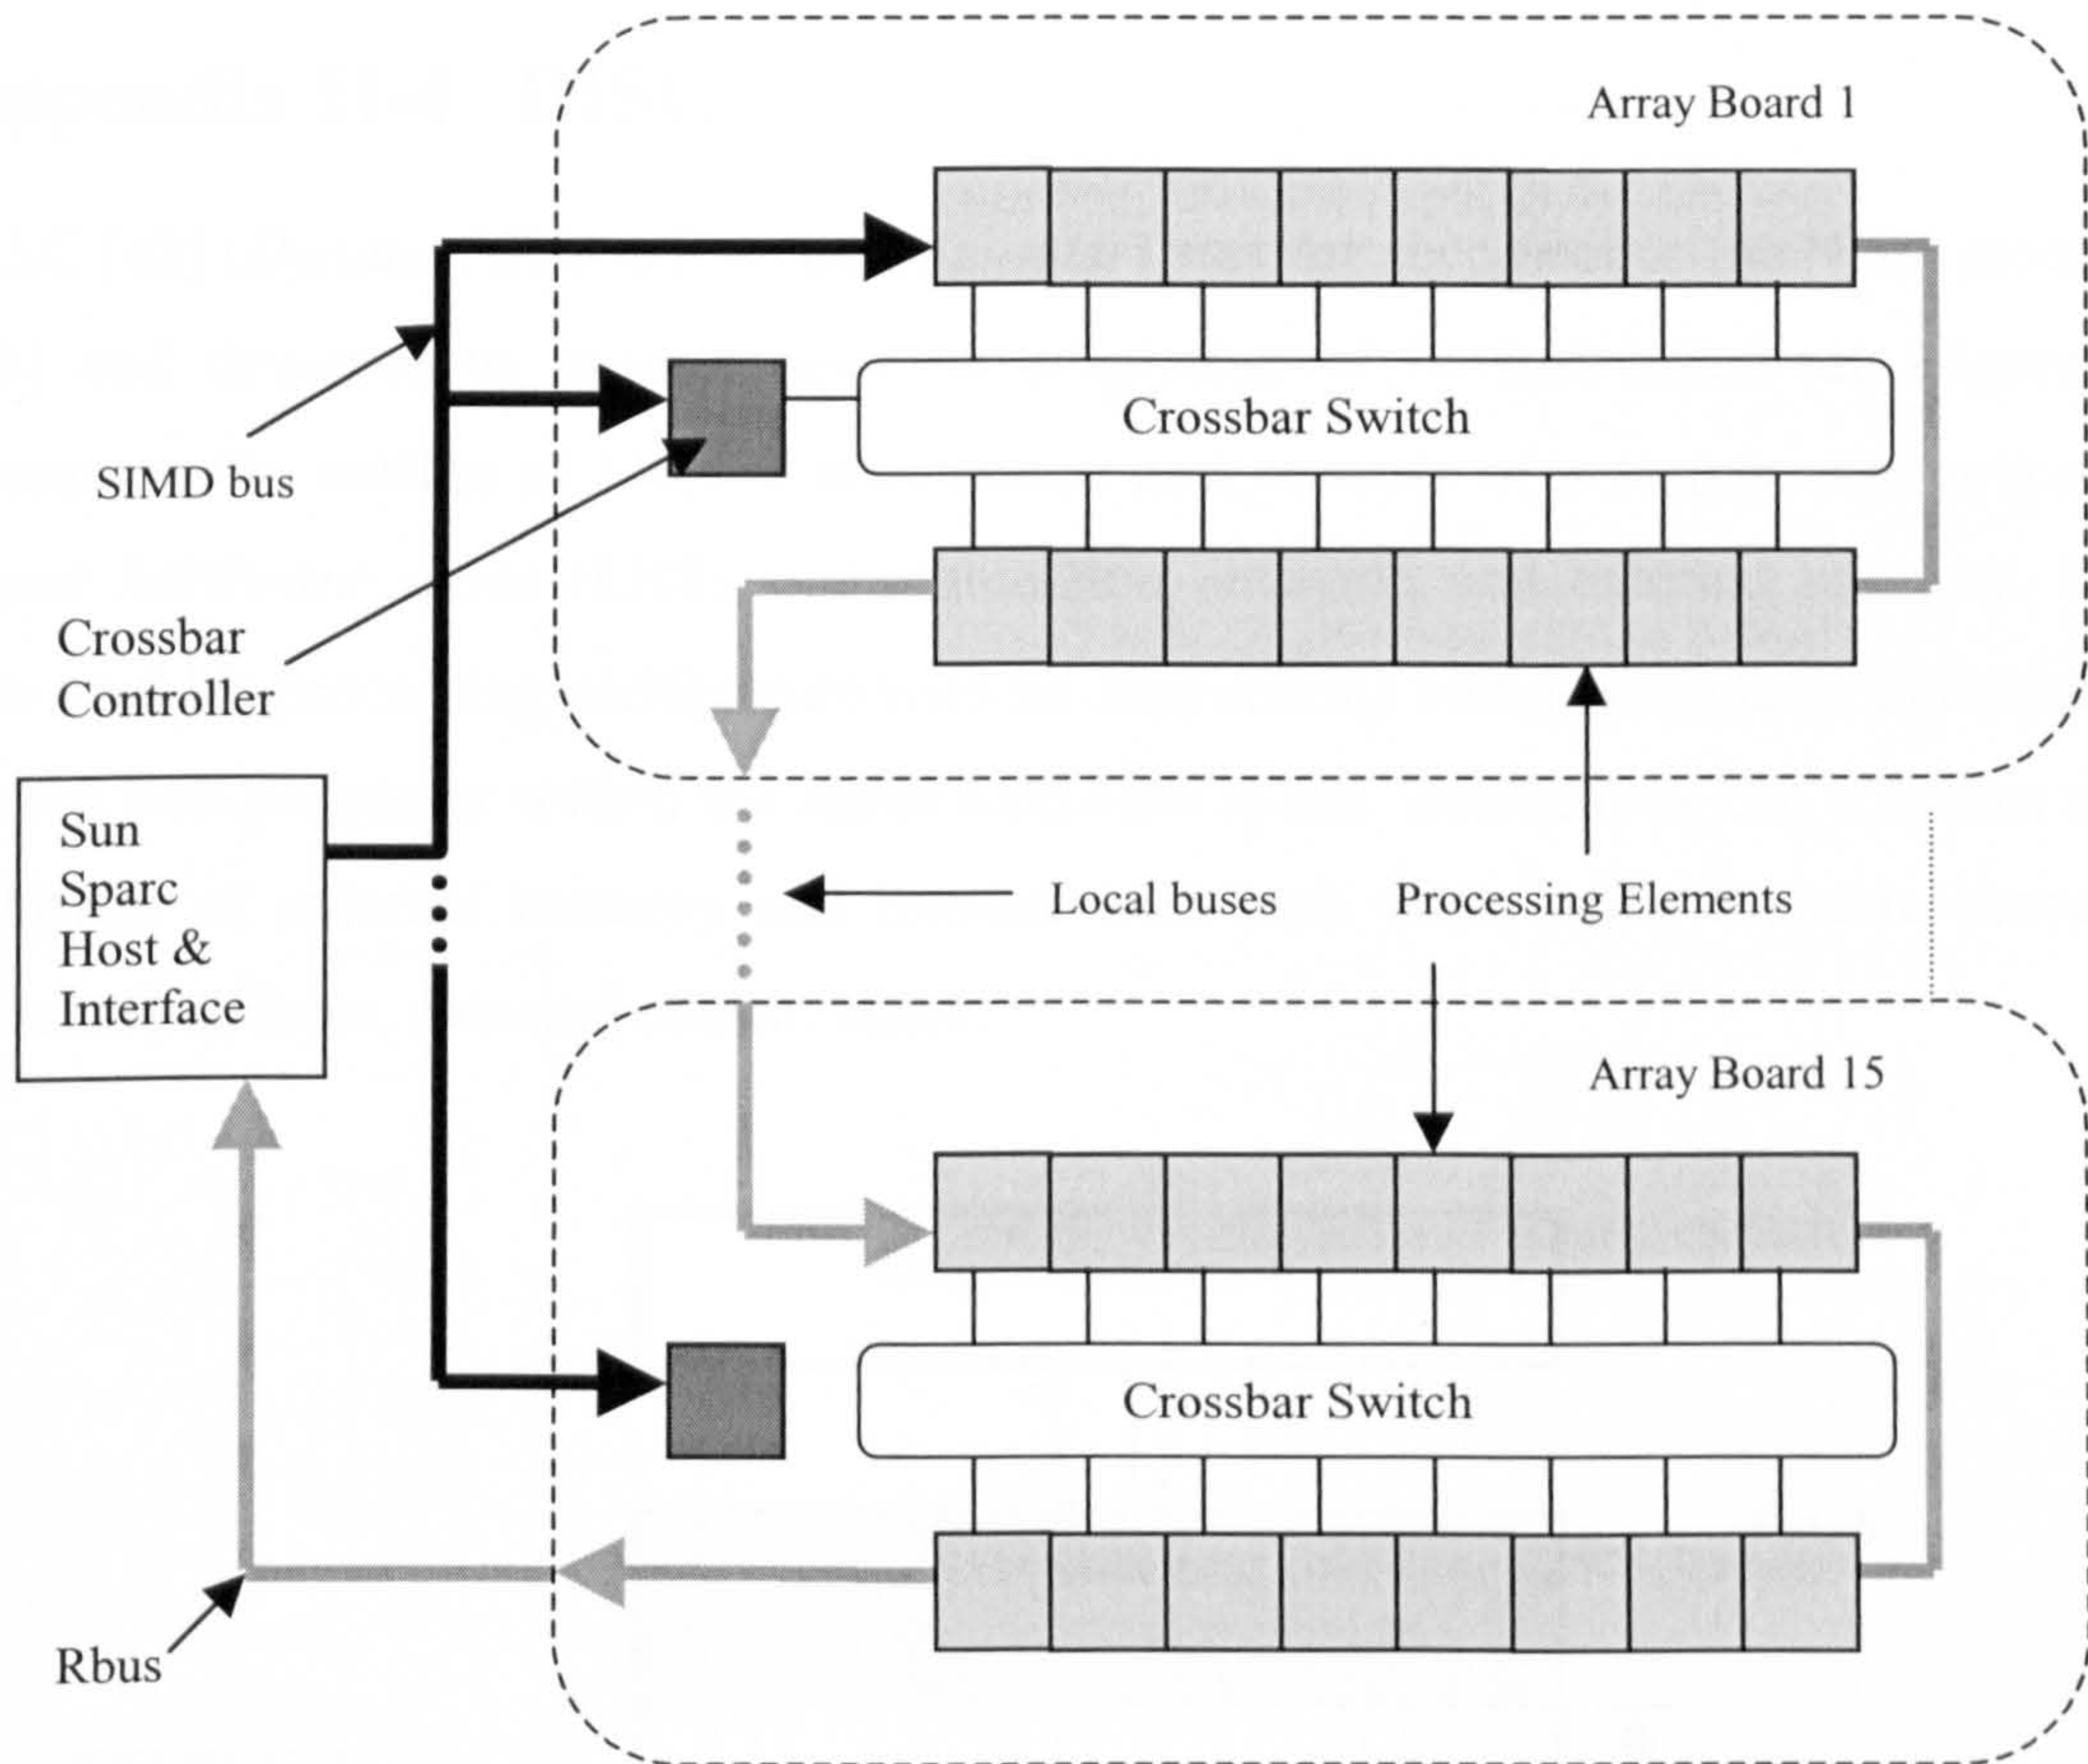 Array Board 1
Crossbar Switch
SIMD bus
Crossbar
Controller
Sun
Sparc
Host &
Interface
Local buses
Processing Elements
Array Board 15
Crossbar Switch
Rbus